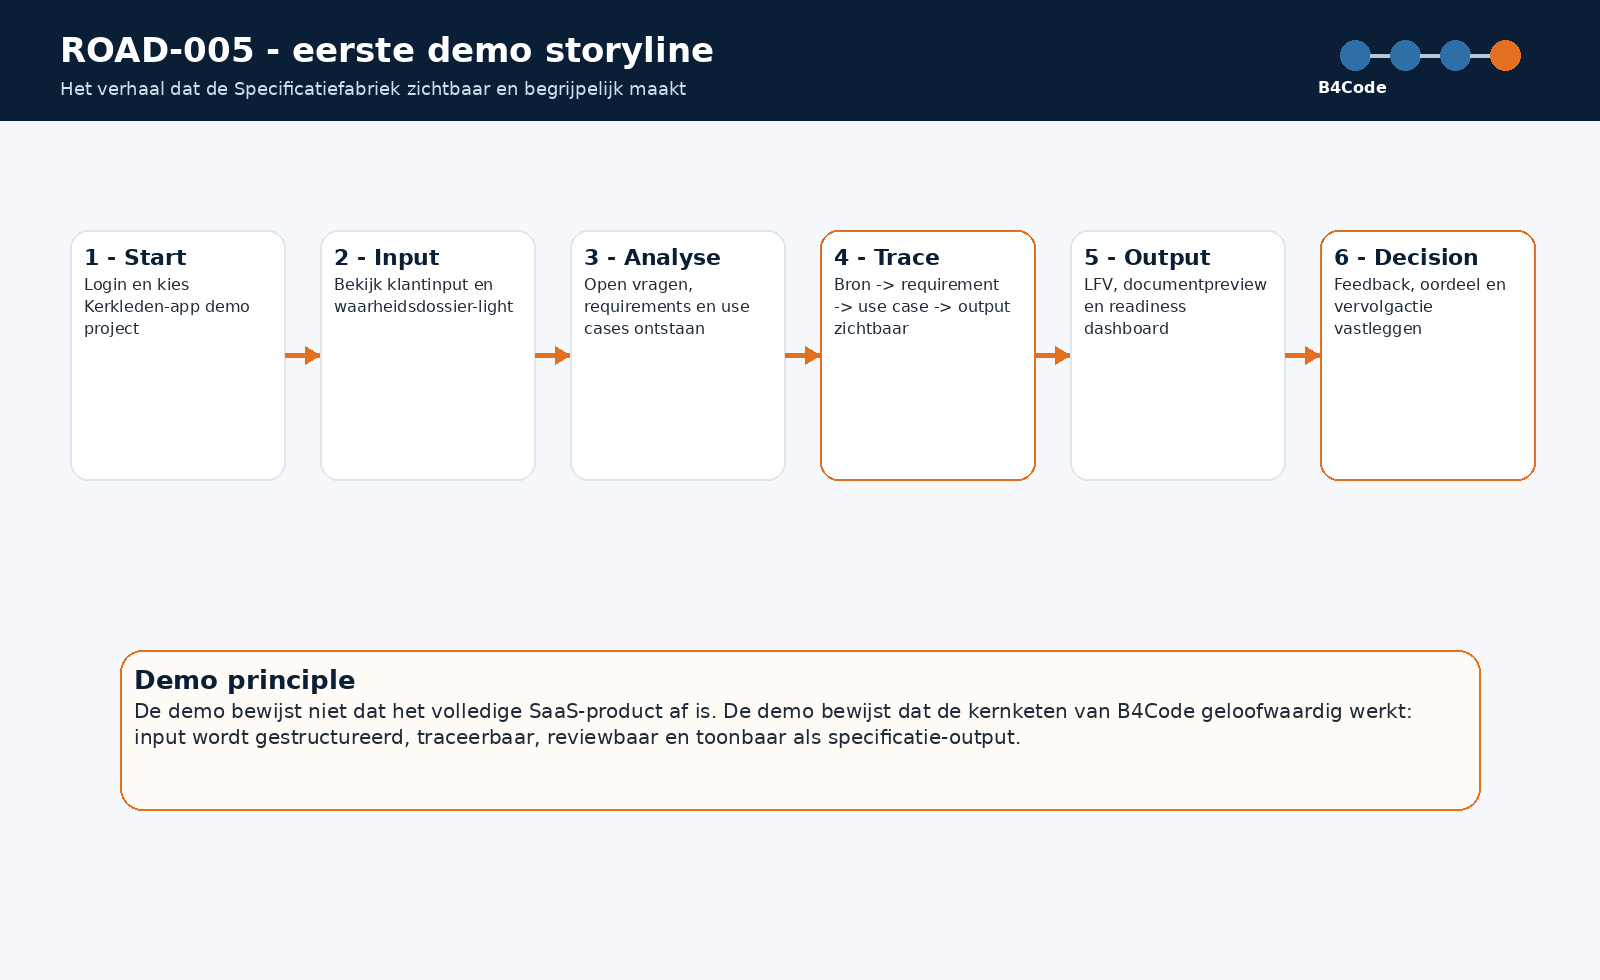 ROAD-005 - eerste demo storyline
Het verhaal dat de Specificatiefabriek zichtbaar en begrijpelijk maakt
B4Code
1 - Start
Login en kies
Kerkleden-app demo
project
2 - Input
Bekijk klantinput en
waarheidsdossier-light
3 - Analyse
Open vragen,
requirements en use
cases ontstaan
4 - Trace
Bron -> requirement
-> use case -> output
zichtbaar
5 - Output
LFV, documentpreview
en readiness
dashboard
6 - Decision
Feedback, oordeel en
vervolgactie
vastleggen
Demo principle
De demo bewijst niet dat het volledige SaaS-product af is. De demo bewijst dat de kernketen van B4Code geloofwaardig werkt:
input wordt gestructureerd, traceerbaar, reviewbaar en toonbaar als specificatie-output.